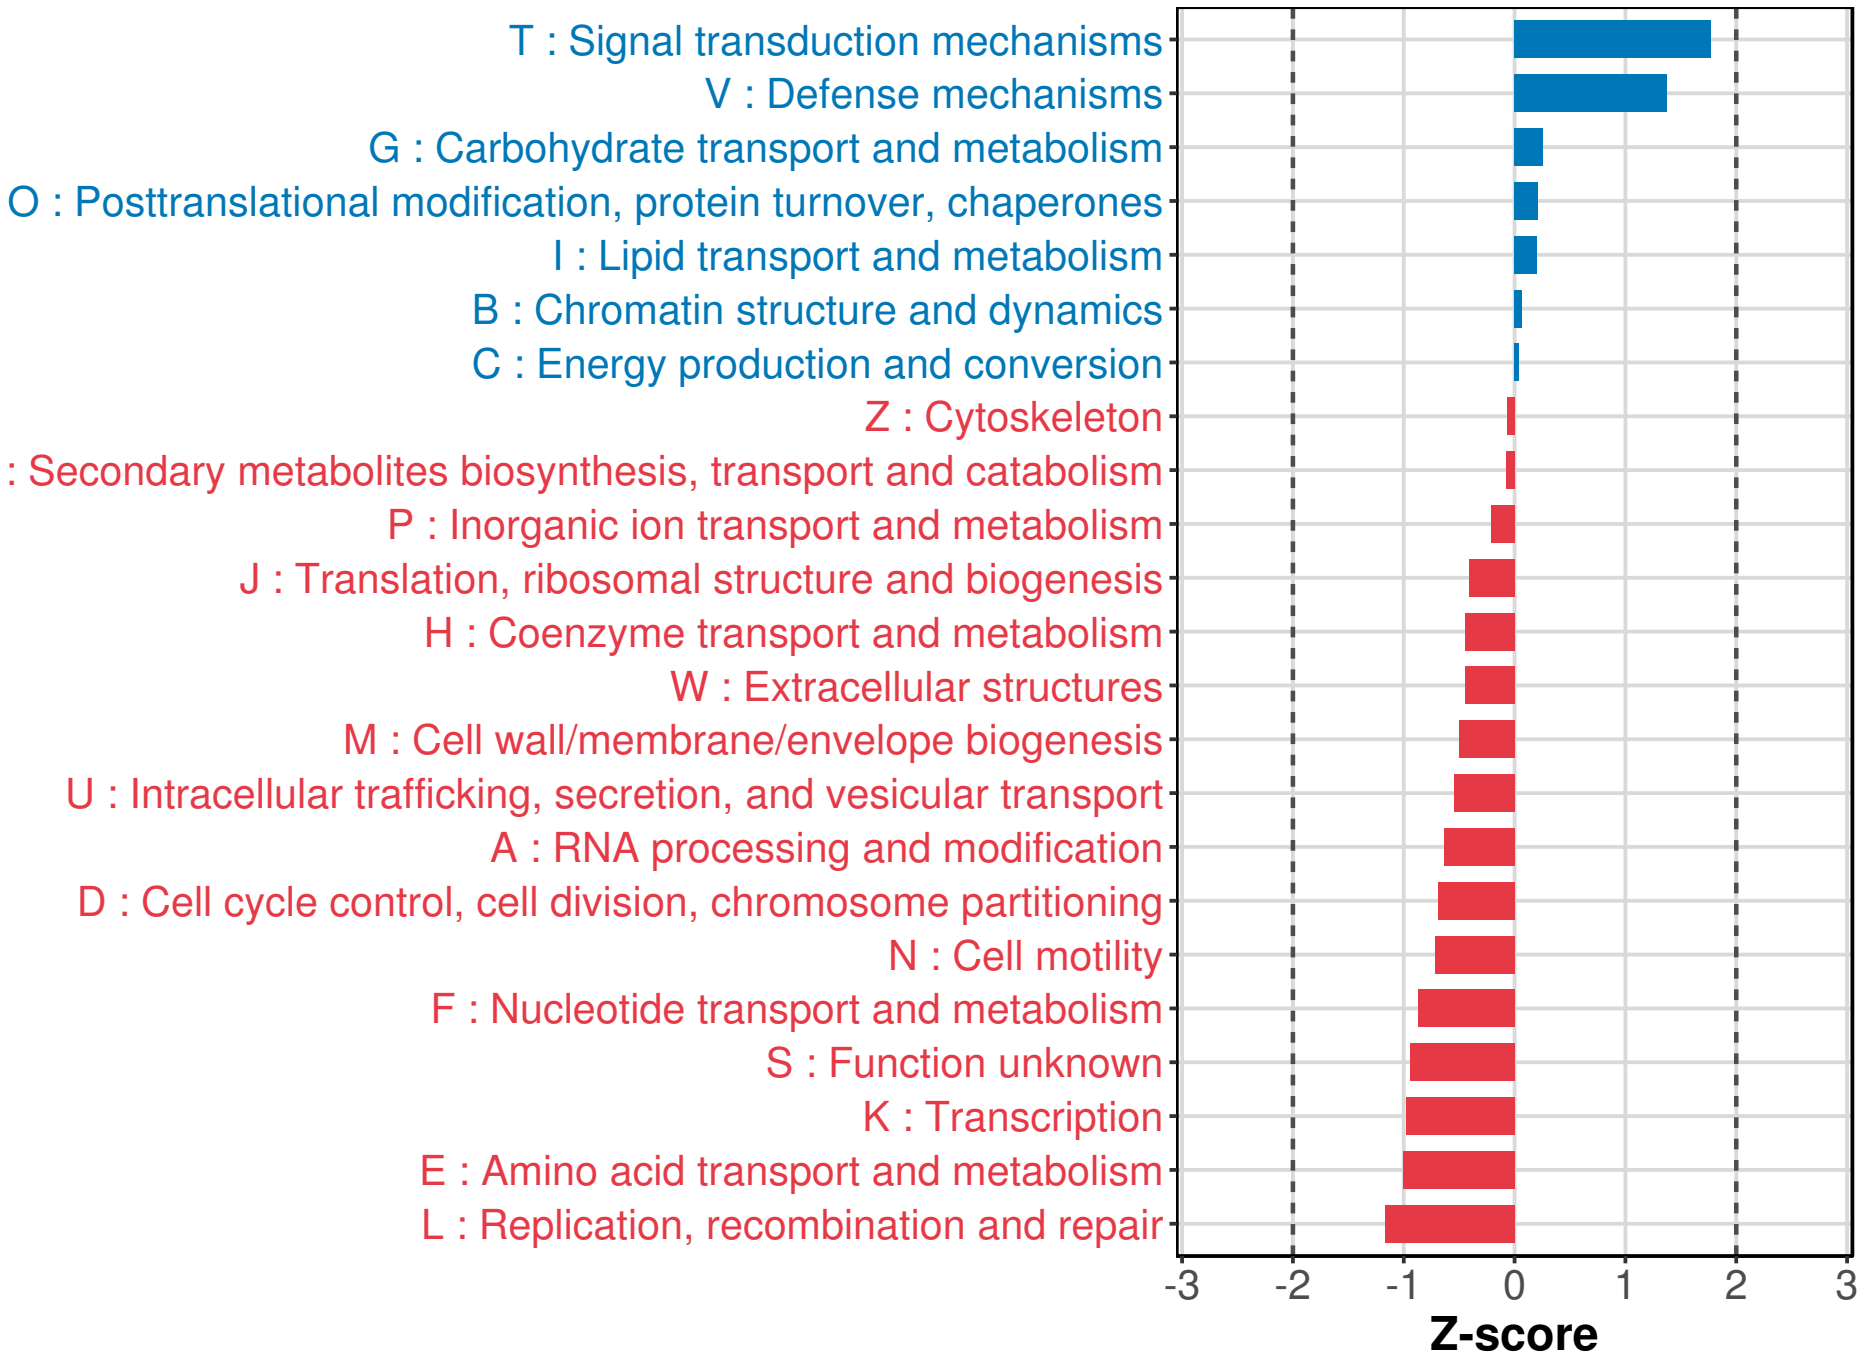 T : Signal transduction mechanisms
V : Defense mechanisms
G : Carbohydrate transport and metabolism
O : Posttranslational modification, protein turnover, chaperones
I : Lipid transport and metabolism
B : Chromatin structure and dynamics
C : Energy production and conversion
Z : Cytoskeleton
: Secondary metabolites biosynthesis, transport and catabolism
P : Inorganic ion transport and metabolism
J : Translation, ribosomal structure and biogenesis
H : Coenzyme transport and metabolism
W : Extracellular structures
M : Cell wall/membrane/envelope biogenesis
U : Intracellular trafficking, secretion, and vesicular transport
A : RNA processing and modification
D : Cell cycle control, cell division, chromosome partitioning
N : Cell motility
F : Nucleotide transport and metabolism
S : Function unknown
K : Transcription
E : Amino acid transport and metabolism
L : Replication, recombination and repair
-3 -2 -1 0 1 2 3
Z-score